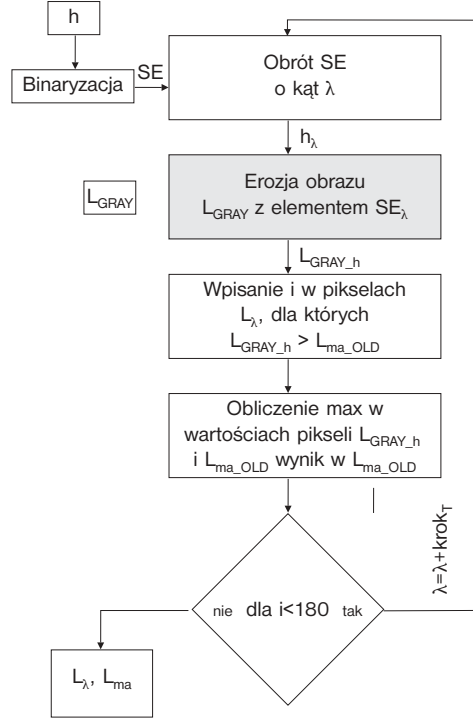 h
Binaryzacja
SE
Obrót SE
o kąt λ
h_λ
L_GRAY
Erozja obrazu
L_GRAY z elementem SE_λ
L_GRAY_h
Wpisanie i w pikselach
L_λ, dla których
L_GRAY_h > L_ma_OLD
Obliczenie max w
wartościach pikseli L_GRAY_h
i L_ma_OLD wynik w L_ma_OLD
nie dla i<180 tak
λ=λ+krok_T
L_λ, L_ma